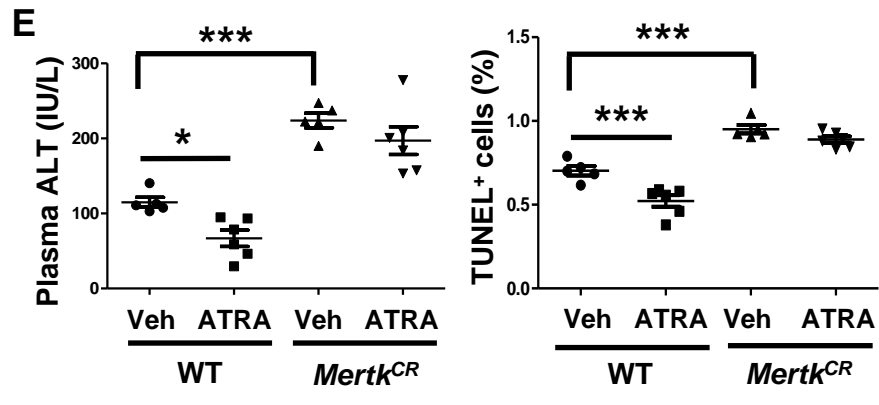 E
Plasma ALT (IU/L)
300
200
100
0
***
*
Veh ATRA Veh ATRA
WT Mertk^CR
TUNEL⁺ cells (%)
1.5
1.0
0.5
0.0
***
***
Veh ATRA Veh ATRA
WT Mertk^CR